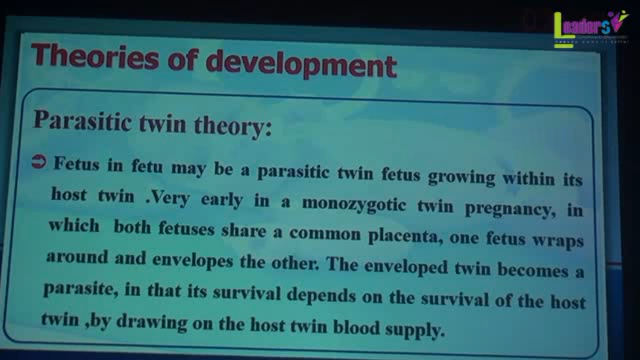 Leaders
Theories of development
Parasitic twin theory:
Fetus in fetu may be a parasitic twin fetus growing within its
host twin .Very early in a monozygotic twin pregnancy, in
which both fetuses share a common placenta, one fetus wraps
around and envelopes the other. The enveloped twin becomes a
parasite, in that its survival depends on the survival of the host
twin ,by drawing on the host twin blood supply.